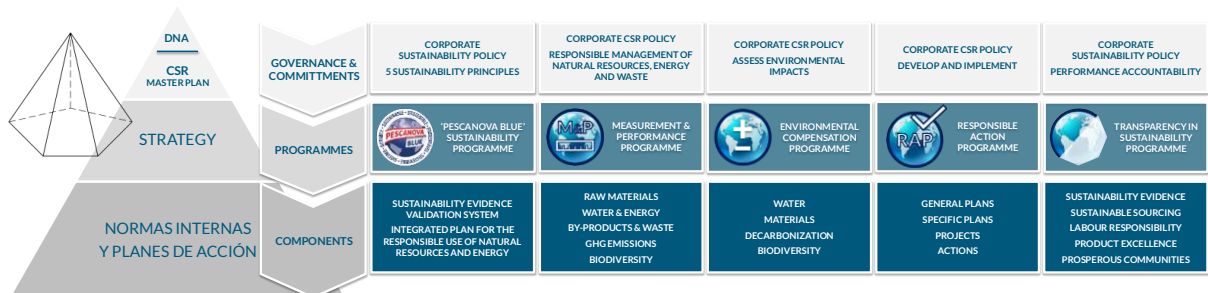 DNA
CSR
MASTER PLAN
STRATEGY
NORMAS INTERNAS
Y PLANES DE ACCIÓN
GOVERNANCE &
COMMITTMENTS
PROGRAMMES
COMPONENTS
CORPORATE
SUSTAINABILITY POLICY
5 SUSTAINABILITY PRINCIPLES
CORPORATE CSR POLICY
RESPONSIBLE MANAGEMENT OF
NATURAL RESOURCES, ENERGY
AND WASTE
CORPORATE CSR POLICY
ASSESS ENVIRONMENTAL
IMPACTS
CORPORATE CSR POLICY
DEVELOP AND IMPLEMENT
CORPORATE
SUSTAINABILITY POLICY
PERFORMANCE ACCOUNTABILITY
PESCANOVA
BLUE
'PESCANOVA BLUE'
SUSTAINABILITY
PROGRAMME
M&P
MEASUREMENT &
PERFORMANCE
PROGRAMME
ENVIRONMENTAL
COMPENSATION
PROGRAMME
RAP
RESPONSIBLE
ACTION
PROGRAMME
TRANSPARENCY IN
SUSTAINABILITY
PROGRAMME
SUSTAINABILITY EVIDENCE
VALIDATION SYSTEM
INTEGRATED PLAN FOR THE
RESPONSIBLE USE OF NATURAL
RESOURCES AND ENERGY
RAW MATERIALS
WATER & ENERGY
BY-PRODUCTS & WASTE
GHG EMISSIONS
BIODIVERSITY
WATER
MATERIALS
DECARBONIZATION
BIODIVERSITY
GENERAL PLANS
SPECIFIC PLANS
PROJECTS
ACTIONS
SUSTAINABILITY EVIDENCE
SUSTAINABLE SOURCING
LABOUR RESPONSIBILITY
PRODUCT EXCELLENCE
PROSPEROUS COMMUNITIES